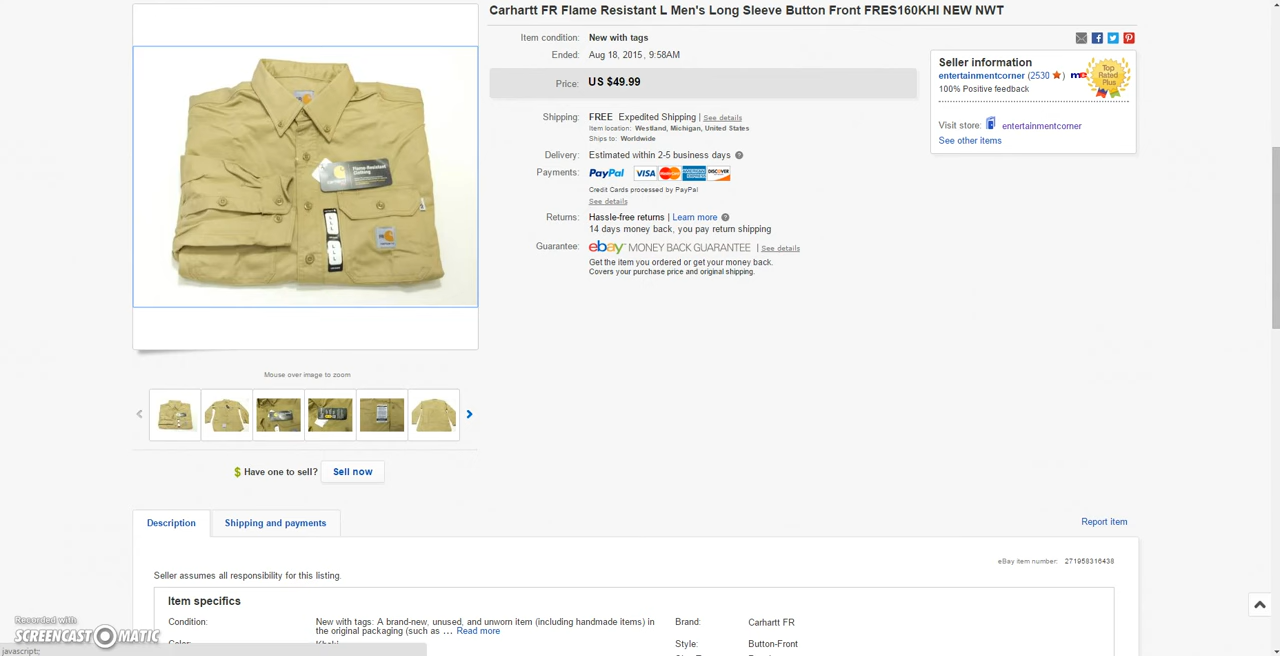 Carhartt FR Flame Resistant L Men's Long Sleeve Button Front FRES160KHI NEW NWT
Item condition: New with tags
Ended: Aug 18, 2015, 9:58AM
Price: US $49.99
Shipping: FREE Expedited Shipping | See details
Item location: Westland, Michigan, United States
Ships to: Worldwide
Delivery: Estimated within 2-5 business days
Payments: PayPal VISA MasterCard DISCOVER
Credit Cards processed by PayPal
See details
Returns: Hassle-free returns | Learn more
14 days money back, you pay return shipping
Guarantee: ebay MONEY BACK GUARANTEE | See details
Get the item you ordered or get your money back.
Covers your purchase price and original shipping.
Seller information
entertainmentcorner (2530 ) me
100% Positive feedback
Top
Rated
Plus
Visit store: entertainmentcorner
See other items
Flame-Resistant
Clothing
L L L
L L L
Mouse over image to zoom
$ Have one to sell? Sell now
Description
Shipping and payments
Report item
eBay item number: 271958316438
Seller assumes all responsibility for this listing.
Item specifics
Condition: New with tags: A brand-new, unused, and unworn item (including handmade items) in
the original packaging (such as ... Read more
Brand: Carhartt FR
Color: Khaki
Style: Button-Front
Recorded with
SCREENCAST-O-MATIC
javascript:;